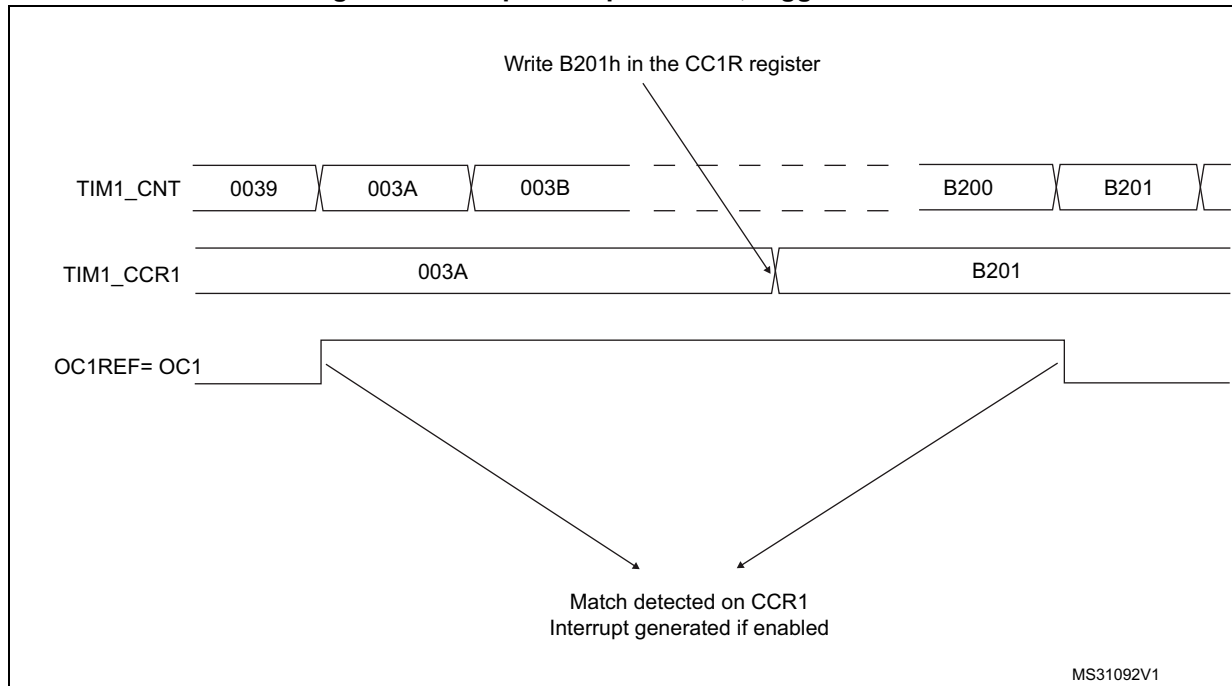 Write B201h in the CC1R register
TIM1_CNT 0039 003A 003B B200 B201
TIM1_CCR1 003A B201
OC1REF= OC1
Match detected on CCR1
Interrupt generated if enabled
MS31092V1